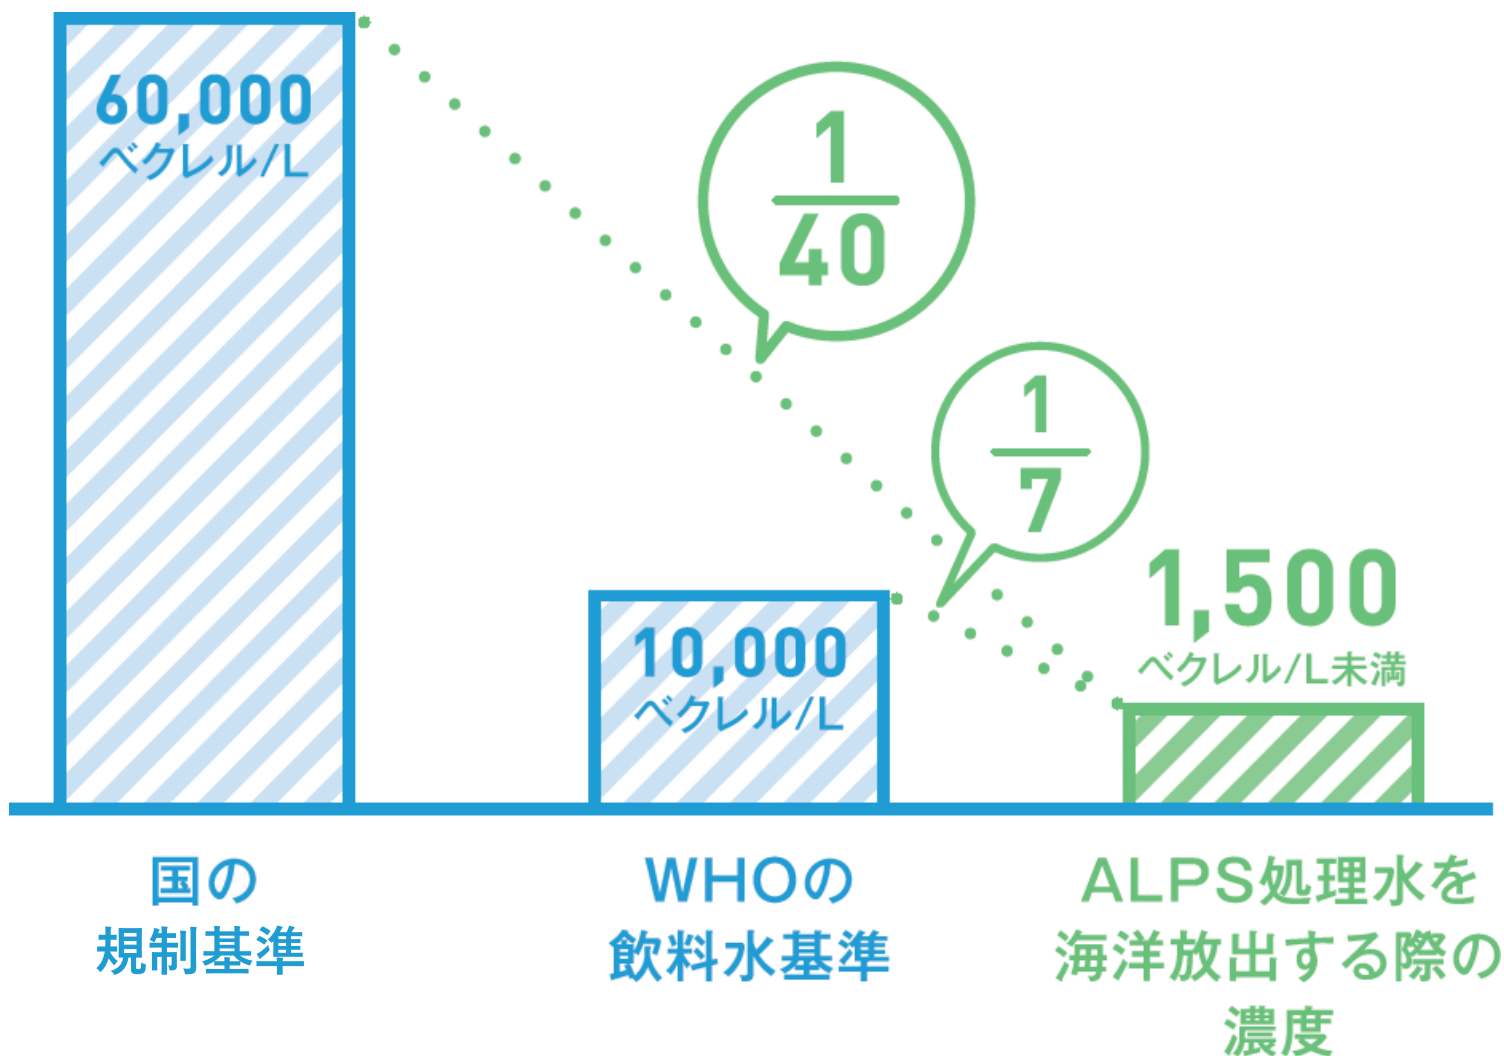 60,000
ベクレル/L
1
40
1
7
1,500
ベクレル/L未満
10,000
ベクレル/L
国の
規制基準
WHOの
飲料水基準
ALPS処理水を
海洋放出する際の
濃度